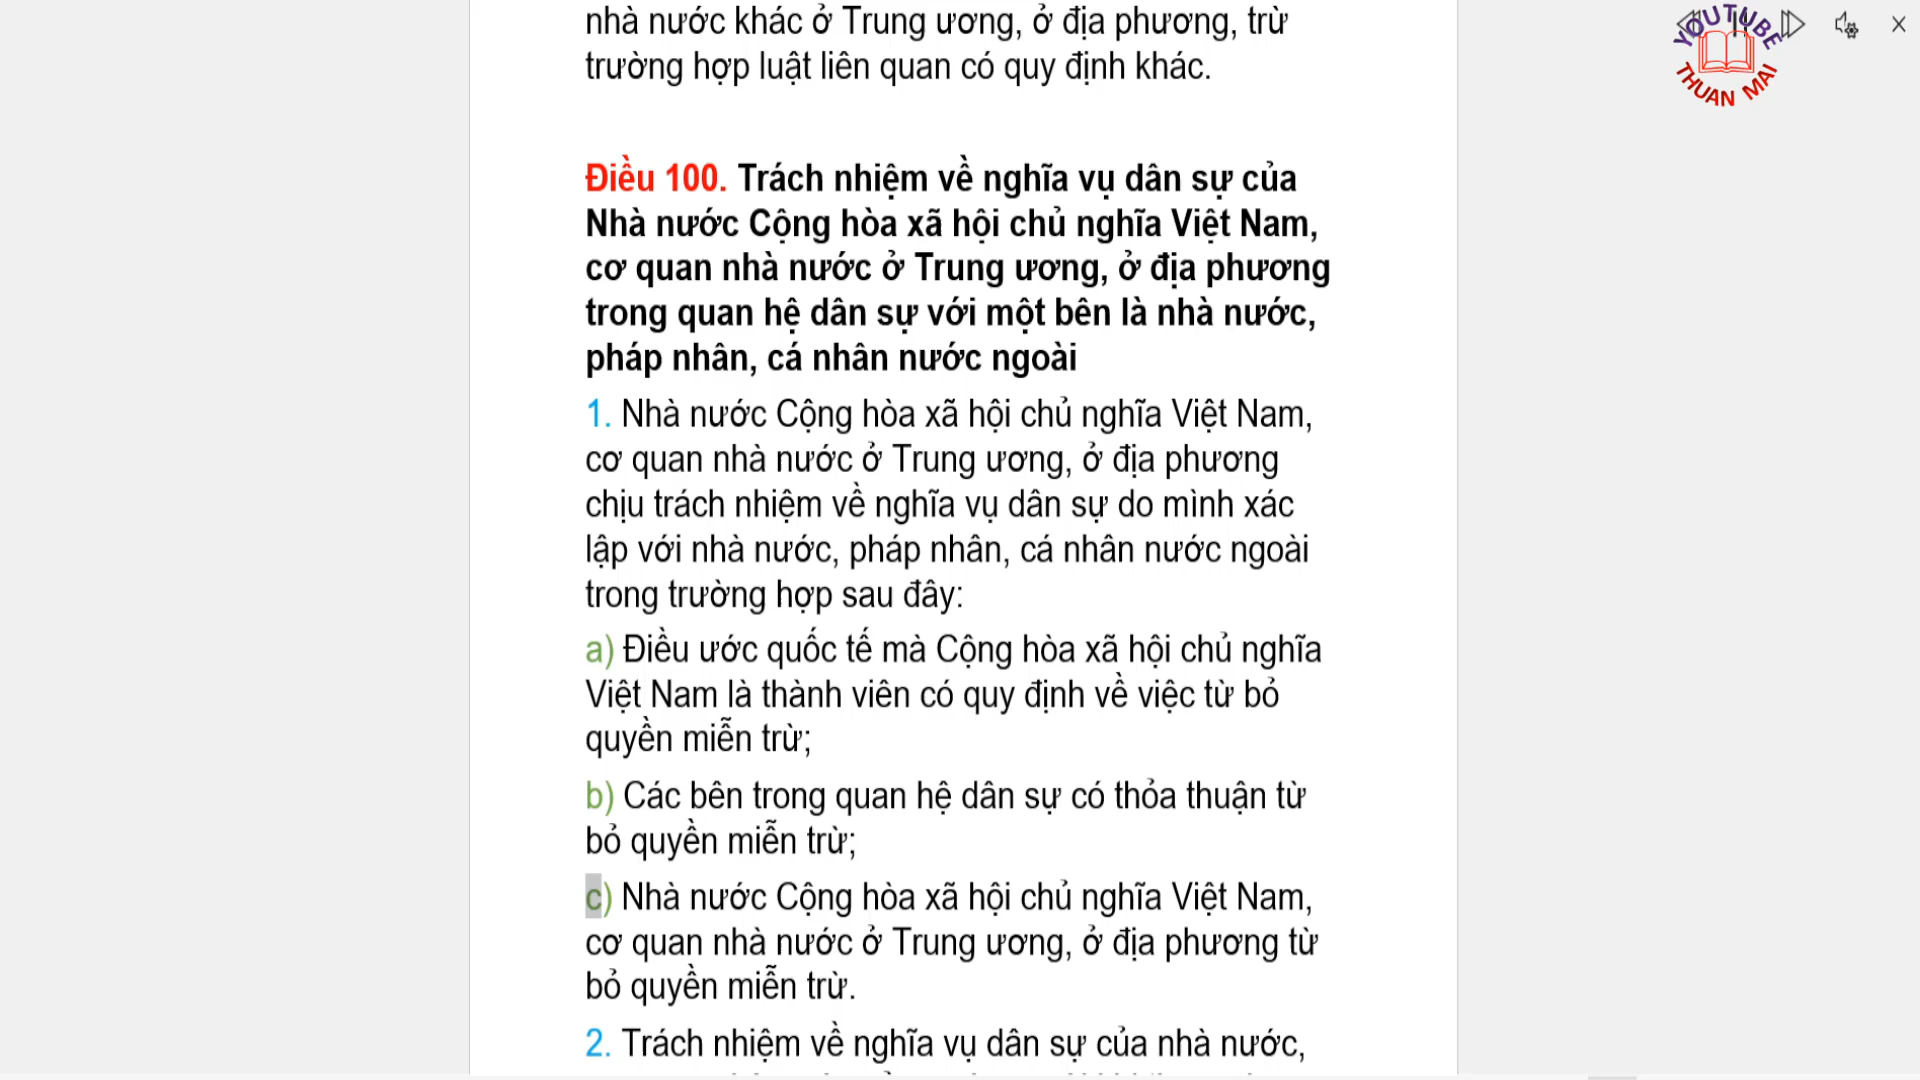 nhà nước khác ở Trung ương, ở địa phương, trừ
trường hợp luật liên quan có quy định khác.
YOUTUBE
THUAN MAI
Điều 100. Trách nhiệm về nghĩa vụ dân sự của
Nhà nước Cộng hòa xã hội chủ nghĩa Việt Nam,
cơ quan nhà nước ở Trung ương, ở địa phương
trong quan hệ dân sự với một bên là nhà nước,
pháp nhân, cá nhân nước ngoài
1. Nhà nước Cộng hòa xã hội chủ nghĩa Việt Nam,
cơ quan nhà nước ở Trung ương, ở địa phương
chịu trách nhiệm về nghĩa vụ dân sự do mình xác
lập với nhà nước, pháp nhân, cá nhân nước ngoài
trong trường hợp sau đây:
a) Điều ước quốc tế mà Cộng hòa xã hội chủ nghĩa
Việt Nam là thành viên có quy định về việc từ bỏ
quyền miễn trừ;
b) Các bên trong quan hệ dân sự có thỏa thuận từ
bỏ quyền miễn trừ;
c) Nhà nước Cộng hòa xã hội chủ nghĩa Việt Nam,
cơ quan nhà nước ở Trung ương, ở địa phương từ
bỏ quyền miễn trừ.
2. Trách nhiệm về nghĩa vụ dân sự của nhà nước,